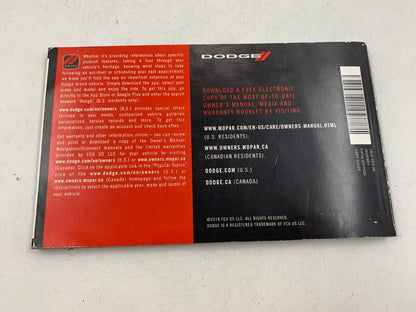 Whether it's providing information about specific
product features, taking a tour through your
vehicle's heritage, knowing what steps to take
following an accident or scheduling your next appointment,
we know you'll find the app an important extension of your
Dodge brand vehicle. Simply download the app, select your
make and model and enjoy the ride. To get this app, go
directly to the App Store or Google Play and enter the search
keyword "Dodge" (U.S. residents only).
www.dodge.com/en/owners (U.S.) provides special offers
tailored to your needs, customized vehicle galleries,
personalized service records and more. To get this
information, just create an account and check back often.
Get warranty and other information online – you can review
and print or download a copy of the Owner's Manual,
Navigation/Uconnect manuals and the limited warranties
provided by FCA US LLC for your vehicle by visiting
www.dodge.com/en/owners (U.S.) or www.owners.mopar.ca
(Canada). Click on the applicable link in the "Popular Topics"
area of the www.dodge.com/en/owners (U.S.) or
www.owners.mopar.ca (Canada) homepage and follow the
instructions to select the applicable year, make and model of
your vehicle.
DODGE
DOWNLOAD A FREE ELECTRONIC
COPY OF THE MOST UP-TO-DATE
OWNER'S MANUAL, MEDIA AND
WARRANTY BOOKLET BY VISITING:
WWW.MOPAR.COM/EN-US/CARE/OWNERS-MANUAL.HTML
(U.S. RESIDENTS).
WWW.OWNERS.MOPAR.CA
(CANADIAN RESIDENTS).
DODGE.COM (U.S.)
DODGE.CA (CANADA)
©2018 FCA US LLC. ALL RIGHTS RESERVED.
DODGE IS A REGISTERED TRADEMARK OF FCA US LLC.